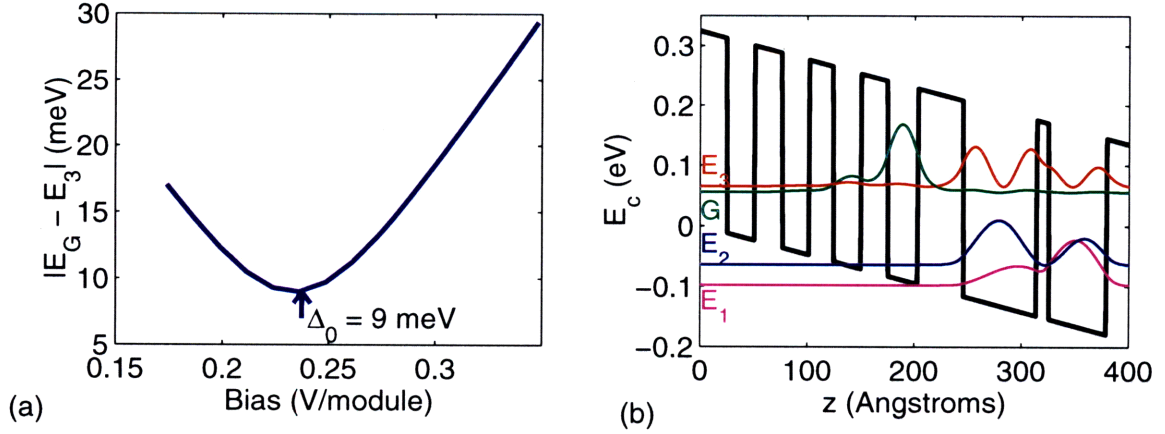 30
25
20
15
10
5
0.15
0.2
0.25
0.3
|E_G − E_3| (meV)
Δ_0 = 9 meV
Bias (V/module)
(a)
0.3
0.2
0.1
0
−0.1
−0.2
0
100
200
300
400
E_c (eV)
E_3
G
E_2
E_1
z (Angstroms)
(b)